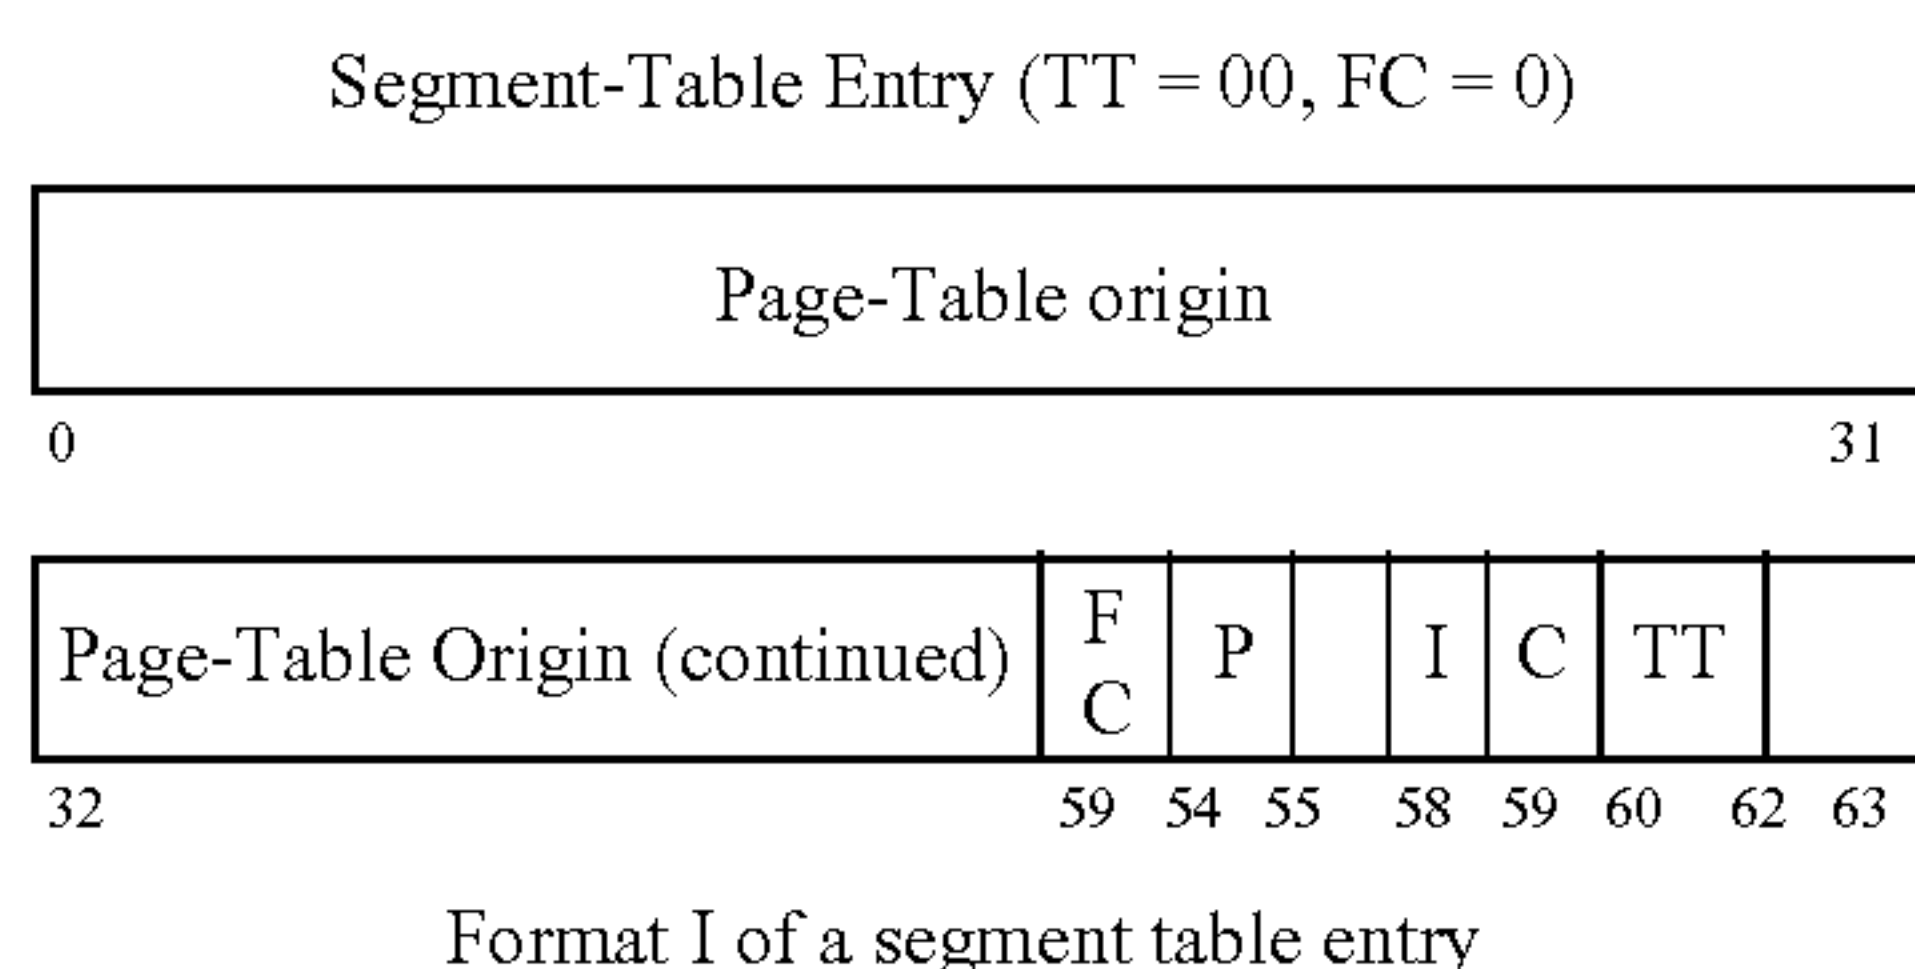 Segment-Table Entry (TT = 00, FC = 0)
Page-Table origin
0 31
Page-Table Origin (continued) F C P I C TT
32 59 54 55 58 59 60 62 63
Format I of a segment table entry